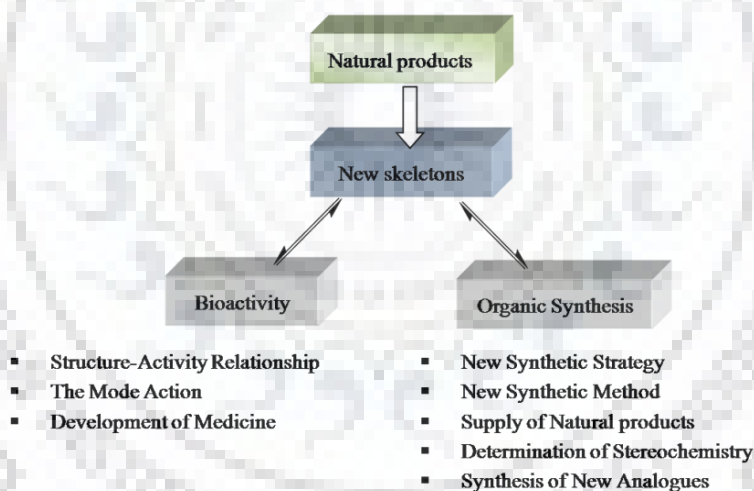 Natural products
New skeletons
Bioactivity
Organic Synthesis
▪ Structure-Activity Relationship
▪ The Mode Action
▪ Development of Medicine
▪ New Synthetic Strategy
▪ New Synthetic Method
▪ Supply of Natural products
▪ Determination of Stereochemistry
▪ Synthesis of New Analogues